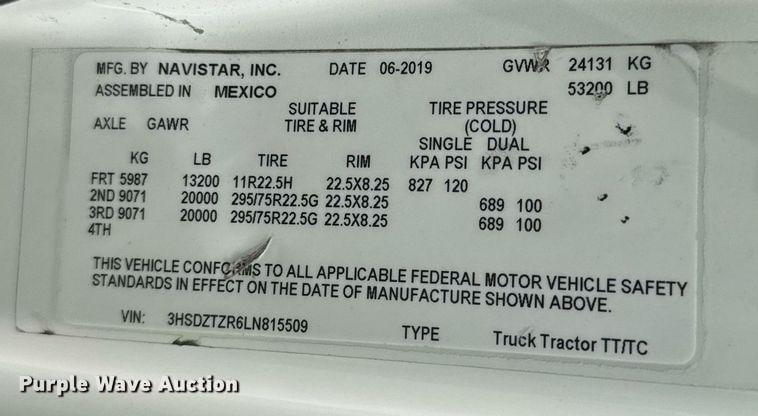 MFG. BY NAVISTAR, INC. DATE 06-2019 GVWR 24131 KG
ASSEMBLED IN MEXICO 53200 LB
SUITABLE TIRE PRESSURE
AXLE GAWR TIRE & RIM (COLD)
SINGLE DUAL
KG LB TIRE RIM KPA PSI KPA PSI
FRT 5987 13200 11R22.5H 22.5X8.25 827 120
2ND 9071 20000 295/75R22.5G 22.5X8.25 689 100
3RD 9071 20000 295/75R22.5G 22.5X8.25 689 100
4TH
THIS VEHICLE CONFORMS TO ALL APPLICABLE FEDERAL MOTOR VEHICLE SAFETY
STANDARDS IN EFFECT ON THE DATE OF MANUFACTURE SHOWN ABOVE.
VIN: 3HSDZTZR6LN815509 TYPE Truck Tractor TT/TC
Purple Wave Auction